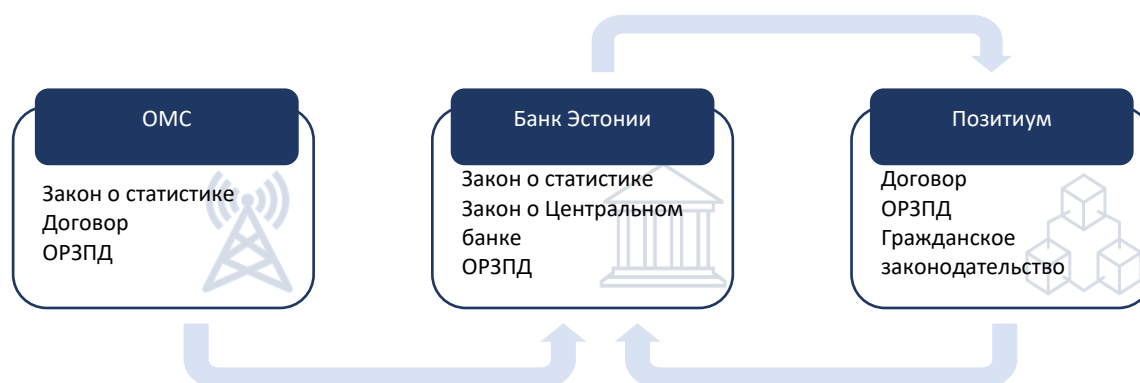 ОМС
Закон о статистике
Договор
ОРЗПД
Банк Эстонии
Закон о статистике
Закон о Центральном
банке
ОРЗПД
Позитиум
Договор
ОРЗПД
Гражданское
законодательство